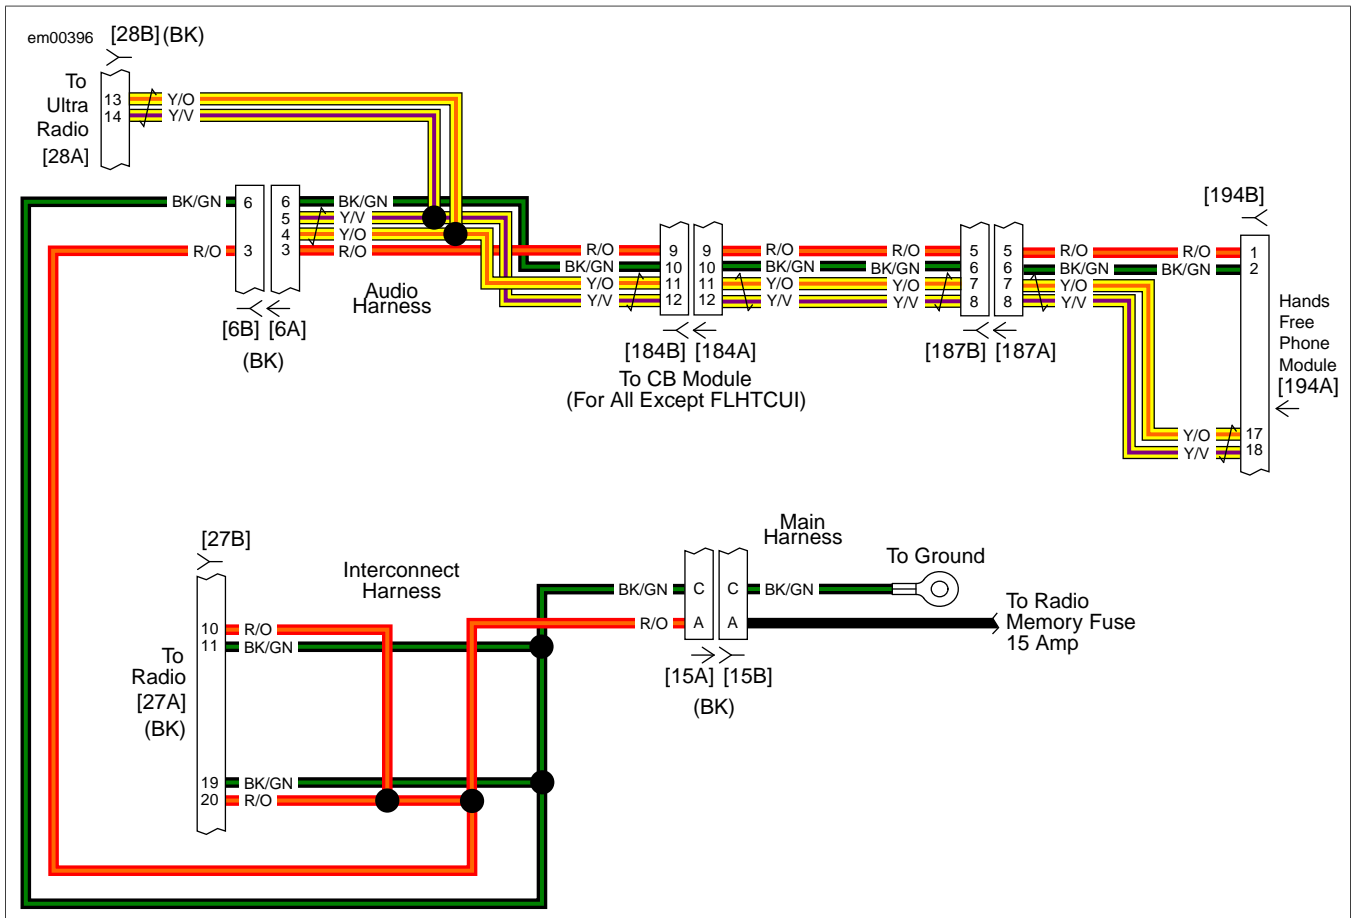 em00396
[28B] (BK)
To
Ultra
Radio
[28A]
13 Y/O
14 Y/V
BK/GN 6 6 BK/GN
5 Y/V
4 Y/O
R/O 3 3 R/O
[6B] [6A]
(BK)
Audio
Harness
R/O 9 9 R/O R/O 5 5 R/O R/O 1
BK/GN 10 10 BK/GN BK/GN 6 6 BK/GN BK/GN 2
Y/O 11 11 Y/O Y/O 7 7 Y/O
Y/V 12 12 Y/V Y/V 8 8 Y/V
[184B] [184A]
To CB Module
(For All Except FLHTCUI)
[187B] [187A]
[194B]
Hands
Free
Phone
Module
[194A]
Y/O 17
Y/V 18
[27B]
Interconnect
Harness
To
Radio
[27A]
(BK)
10 R/O
11 BK/GN
19 BK/GN
20 R/O
Main
Harness
BK/GN C C BK/GN
R/O A A
[15A] [15B]
(BK)
To Ground
To Radio
Memory Fuse
15 Amp